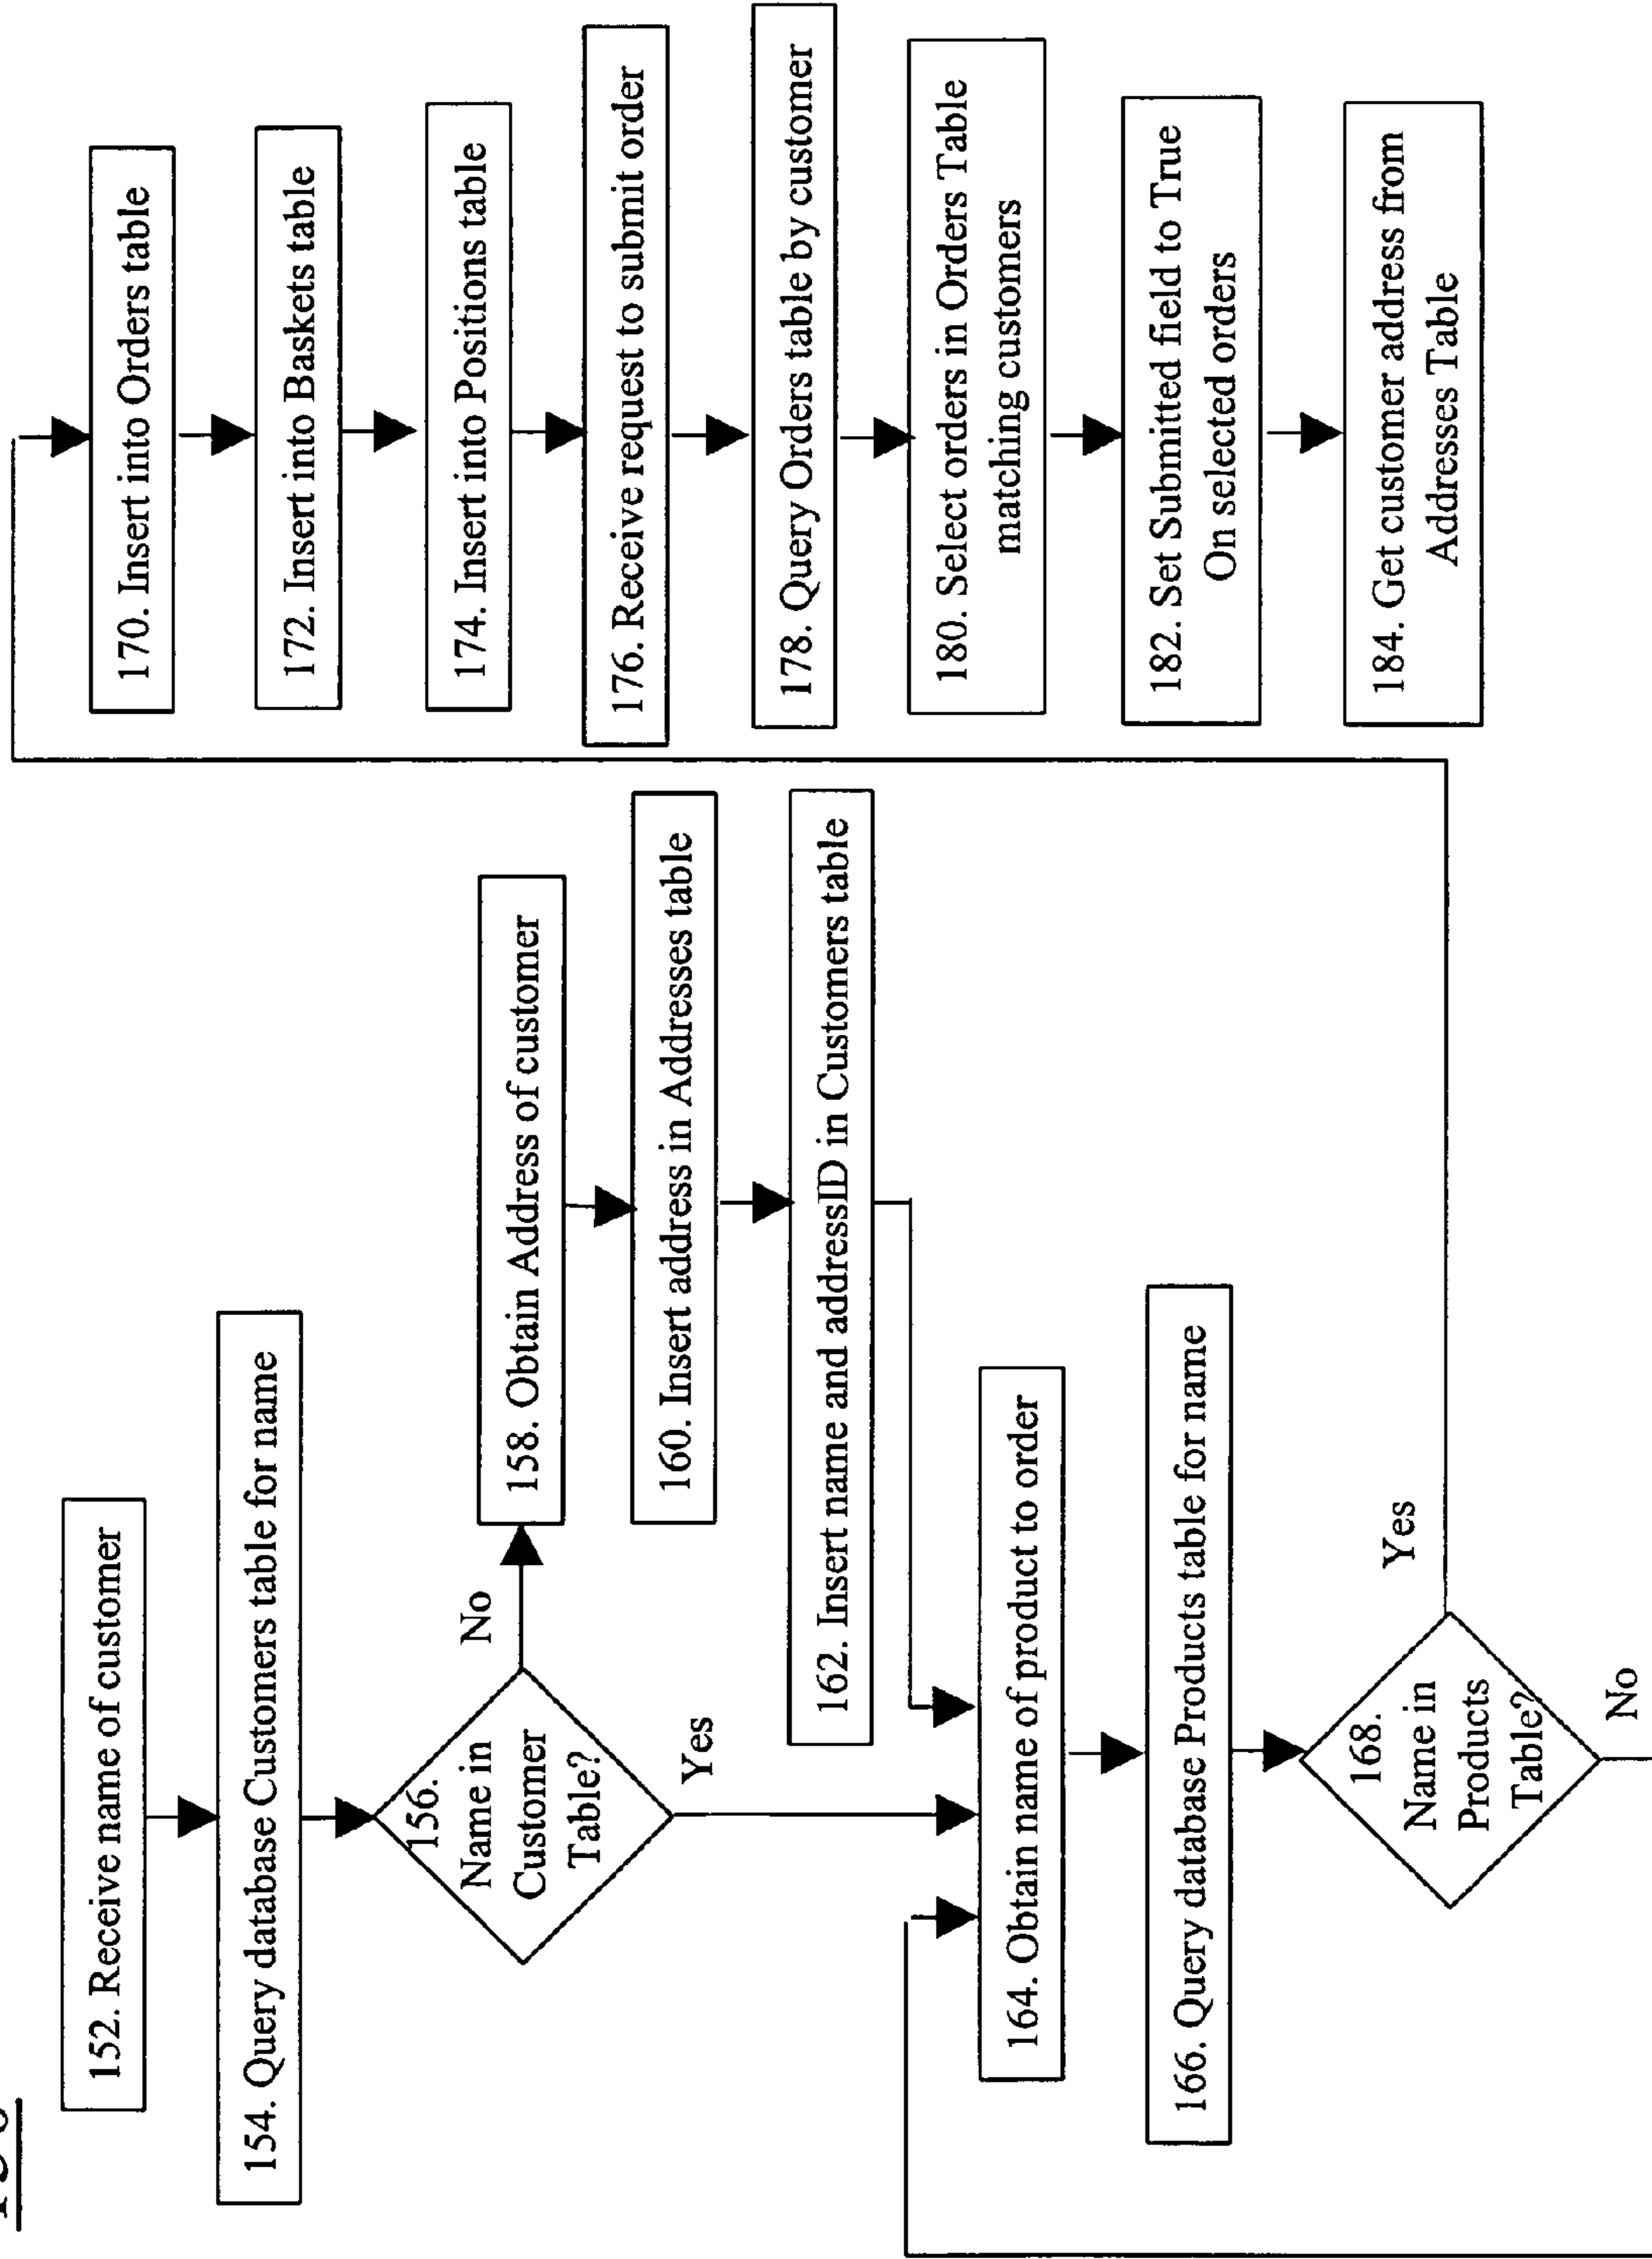 152. Receive name of customer
154. Query database Customers table for name
156.
Name in
Customer
Table?
No
Yes
158. Obtain Address of customer
160. Insert address in Addresses table
162. Insert name and addressID in Customers table
164. Obtain name of product to order
166. Query database Products table for name
168.
Name in
Products
Table?
Yes
No
170. Insert into Orders table
172. Insert into Baskets table
174. Insert into Positions table
176. Receive request to submit order
178. Query Orders table by customer
180. Select orders in Orders Table
matching customers
182. Set Submitted field to True
On selected orders
184. Get customer address from
Addresses Table